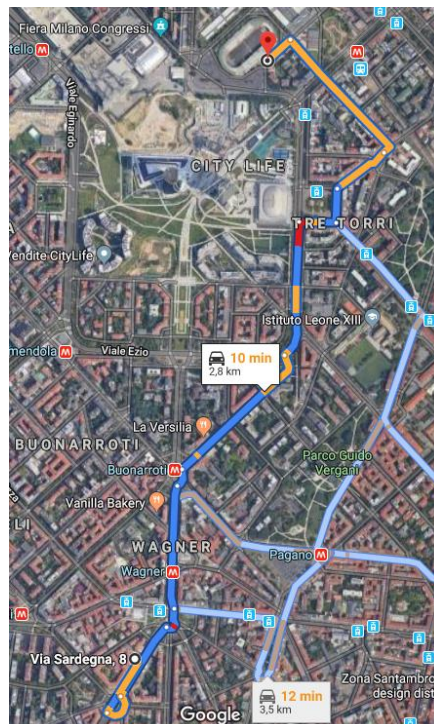 Fiera Milano Congressi
tello M
Viale Eginardo
M
CITY LIFE
TRE TORRI
Vendite CityLife
Istituto Leone XIII
mendola M
Viale Ezio
10 min
2,8 km
La Versilia
BUONARROTI
Buonarroti M
Parco Guido
Vergani
Vanilla Bakery
ELI
WAGNER
Pagano M
Wagner M
M
Via Sardegna, 8
Zona Santambro
design dist
12 min
3,5 km
Google